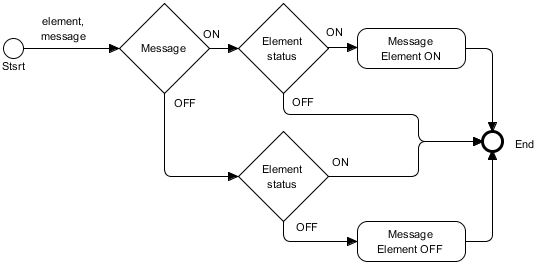 element,
message
Stsrt
Message
ON
OFF
Element
status
ON
OFF
Message
Element ON
End
Element
status
ON
OFF
Message
Element OFF